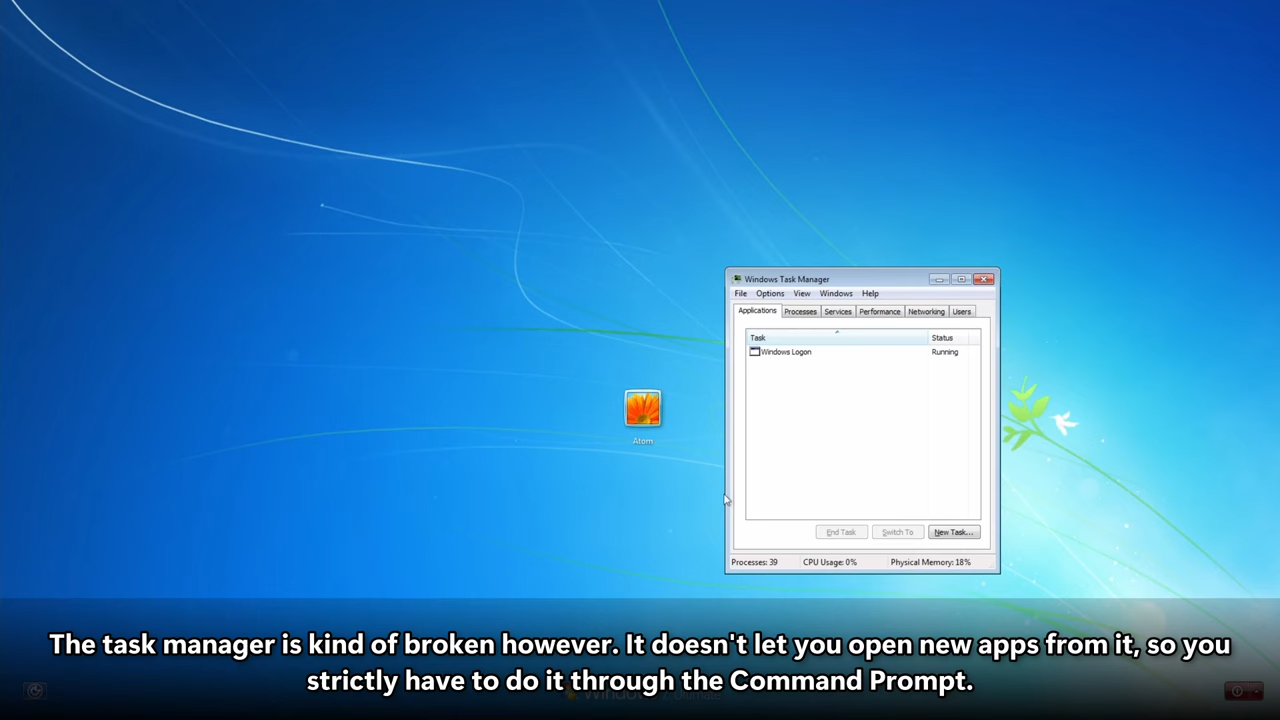 Windows Task Manager
File Options View Windows Help
Applications Processes Services Performance Networking Users
Task Status
Windows Logon Running
Atom
End Task Switch To New Task...
Processes: 39 CPU Usage: 0% Physical Memory: 18%
The task manager is kind of broken however. It doesn't let you open new apps from it, so you
strictly have to do it through the Command Prompt.